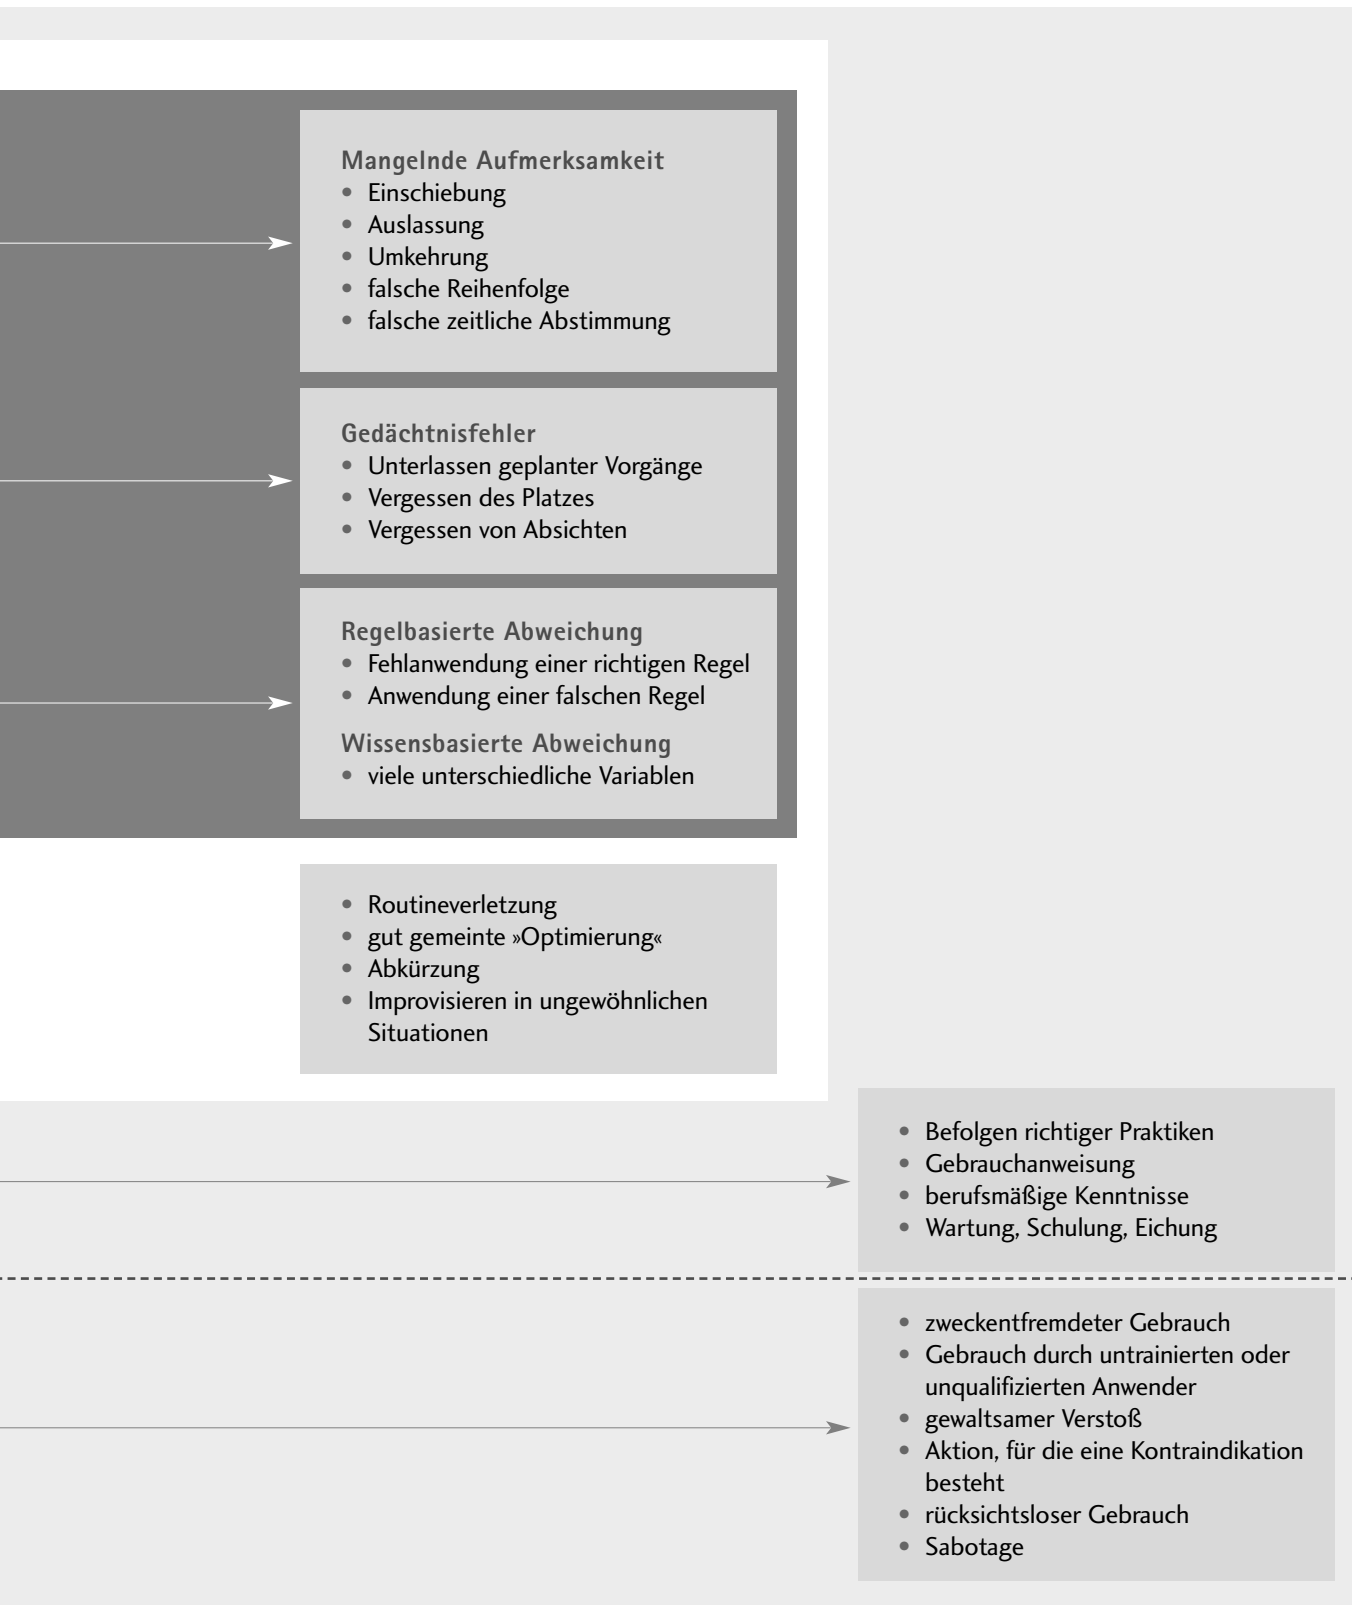 Mangelnde Aufmerksamkeit
• Einschiebung
• Auslassung
• Umkehrung
• falsche Reihenfolge
• falsche zeitliche Abstimmung
Gedächtnisfehler
• Unterlassen geplanter Vorgänge
• Vergessen des Platzes
• Vergessen von Absichten
Regelbasierte Abweichung
• Fehlanwendung einer richtigen Regel
• Anwendung einer falschen Regel
Wissensbasierte Abweichung
• viele unterschiedliche Variablen
• Routineverletzung
• gut gemeinte »Optimierung«
• Abkürzung
• Improvisieren in ungewöhnlichen
Situationen
• Befolgen richtiger Praktiken
• Gebrauchanweisung
• berufsmäßige Kenntnisse
• Wartung, Schulung, Eichung
• zweckentfremdeter Gebrauch
• Gebrauch durch untrainierten oder
unqualifizierten Anwender
• gewaltsamer Verstoß
• Aktion, für die eine Kontraindikation
besteht
• rücksichtsloser Gebrauch
• Sabotage